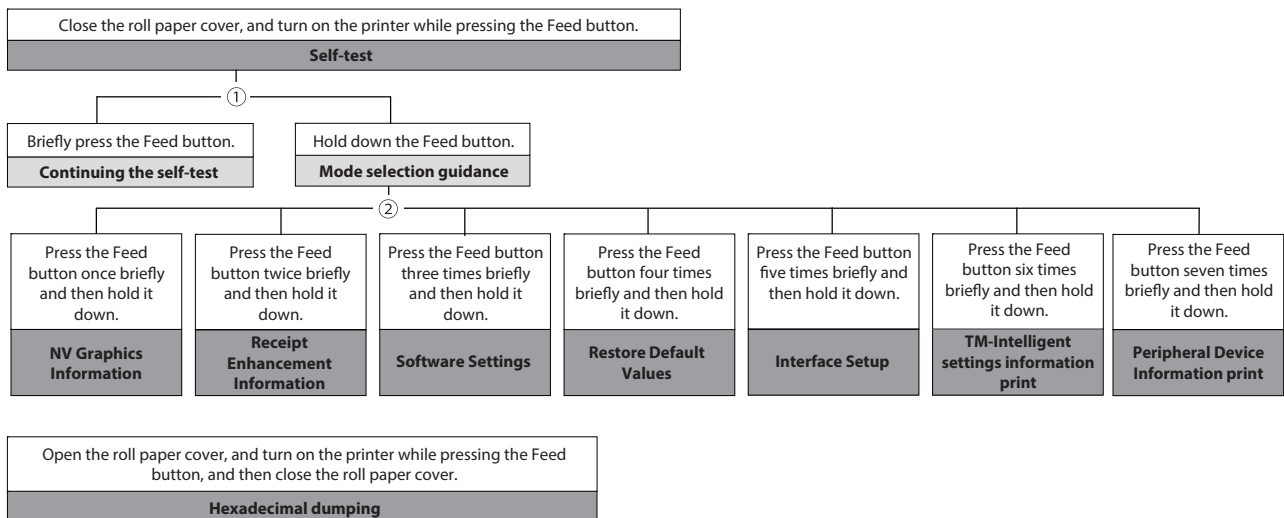 Close the roll paper cover, and turn on the printer while pressing the Feed button.
Self-test
①
Briefly press the Feed button.
Continuing the self-test
Hold down the Feed button.
Mode selection guidance
②
Press the Feed
button once briefly
and then hold it
down.
NV Graphics
Information
Press the Feed
button twice briefly
and then hold it
down.
Receipt
Enhancement
Information
Press the Feed button
three times briefly
and then hold it
down.
Software Settings
Press the Feed
button four times
briefly and then hold
it down.
Restore Default
Values
Press the Feed button
five times briefly and
then hold it down.
Interface Setup
Press the Feed
button six times
briefly and then hold
it down.
TM-Intelligent
settings information
print
Press the Feed
button seven times
briefly and then hold
it down.
Peripheral Device
Information print
Open the roll paper cover, and turn on the printer while pressing the Feed
button, and then close the roll paper cover.
Hexadecimal dumping